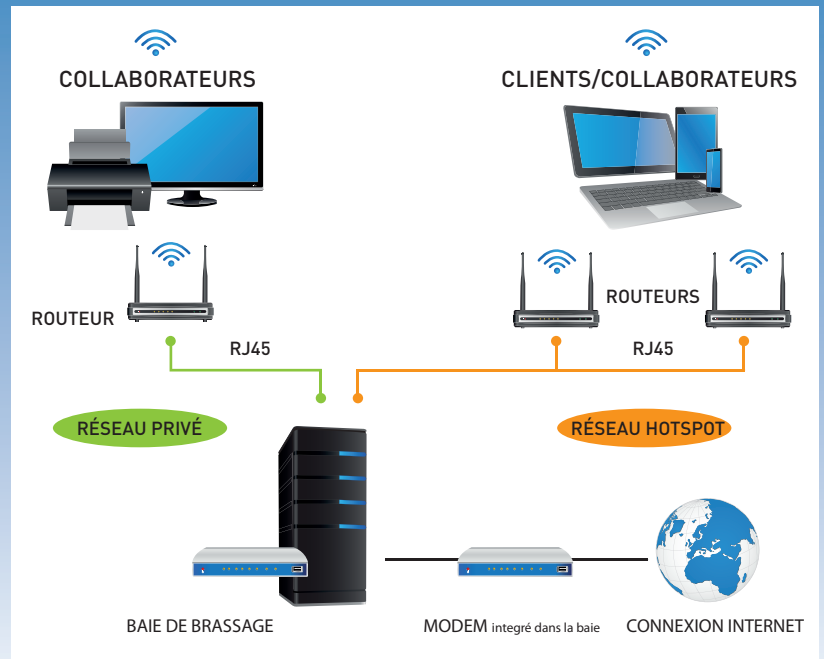 COLLABORATEURS
CLIENTS/COLLABORATEURS
ROUTEUR
ROUTEURS
RJ45
RJ45
RÉSEAU PRIVÉ
RÉSEAU HOTSPOT
BAIE DE BRASSAGE
MODEM integré dans la baie
CONNEXION INTERNET